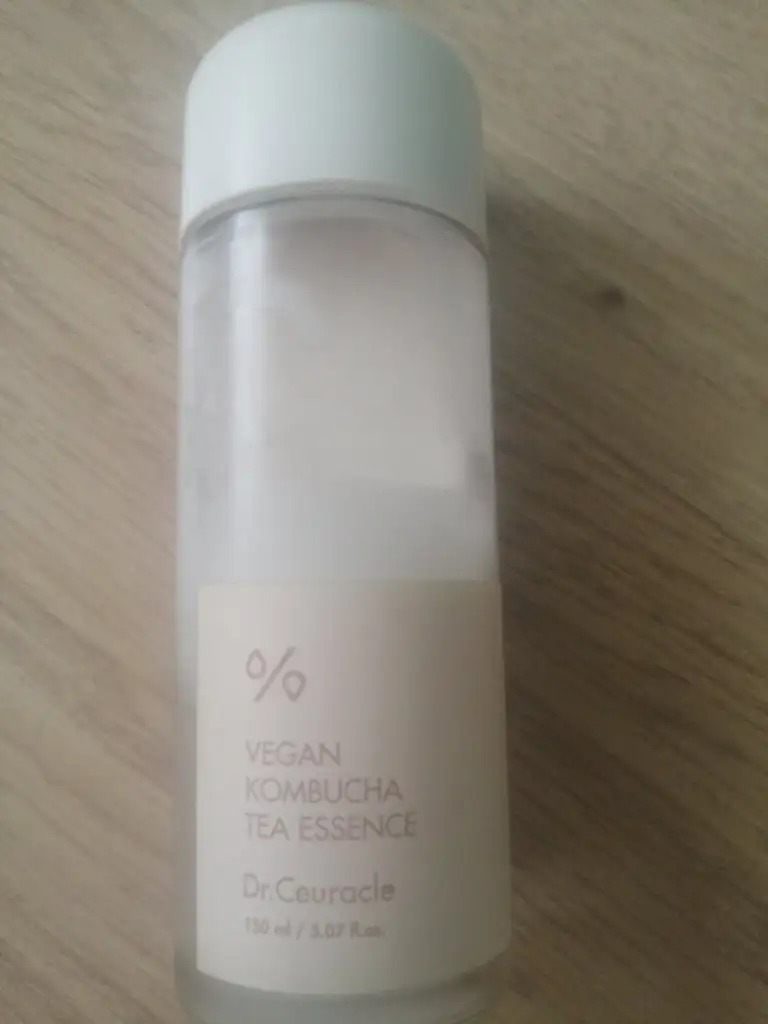 %
VEGAN
KOMBUCHA
TEA ESSENCE
Dr.Ceuracle
150 ml / 5.07 fl.oz.